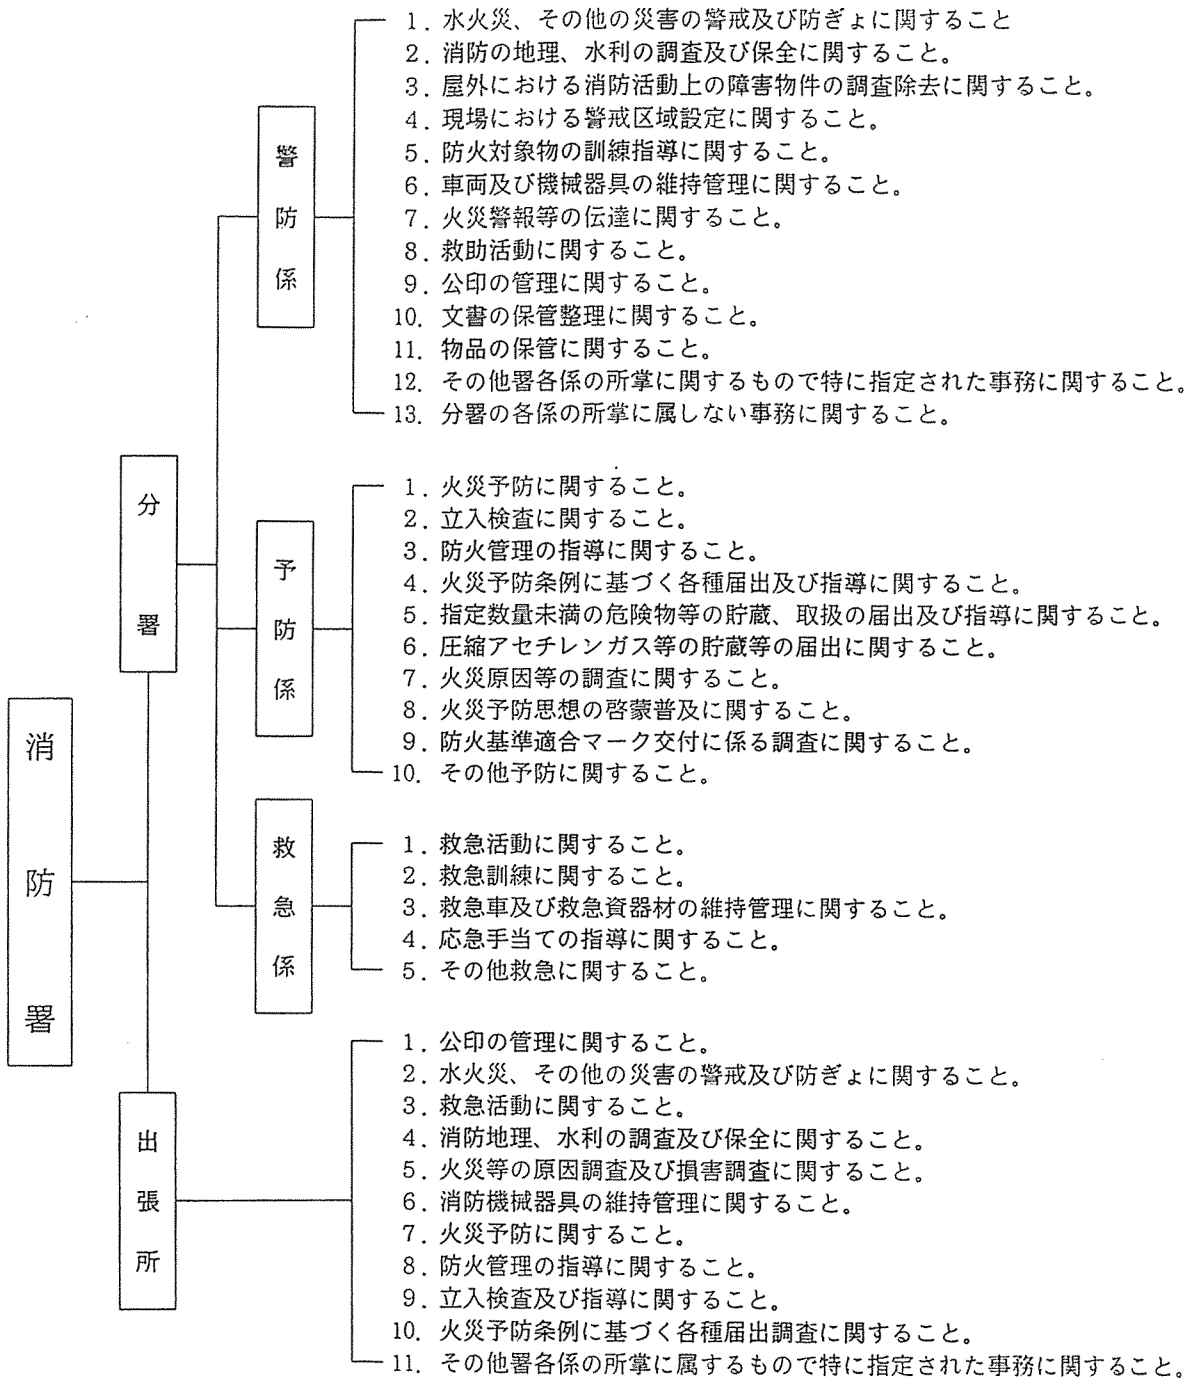 消防署
分署
警防係
1. 水火災、その他の災害の警戒及び防ぎょに関すること
2. 消防の地理、水利の調査及び保全に関すること。
3. 屋外における消防活動上の障害物件の調査除去に関すること。
4. 現場における警戒区域設定に関すること。
5. 防火対象物の訓練指導に関すること。
6. 車両及び機械器具の維持管理に関すること。
7. 火災警報等の伝達に関すること。
8. 救助活動に関すること。
9. 公印の管理に関すること。
10. 文書の保管整理に関すること。
11. 物品の保管に関すること。
12. その他署各係の所掌に関するもので特に指定された事務に関すること。
13. 分署の各係の所掌に属しない事務に関すること。
予防係
1. 火災予防に関すること。
2. 立入検査に関すること。
3. 防火管理の指導に関すること。
4. 火災予防条例に基づく各種届出及び指導に関すること。
5. 指定数量未満の危険物等の貯蔵、取扱の届出及び指導に関すること。
6. 圧縮アセチレンガス等の貯蔵等の届出に関すること。
7. 火災原因等の調査に関すること。
8. 火災予防思想の啓蒙普及に関すること。
9. 防火基準適合マーク交付に係る調査に関すること。
10. その他予防に関すること。
救急係
1. 救急活動に関すること。
2. 救急訓練に関すること。
3. 救急車及び救急資器材の維持管理に関すること。
4. 応急手当ての指導に関すること。
5. その他救急に関すること。
出張所
1. 公印の管理に関すること。
2. 水火災、その他の災害の警戒及び防ぎょに関すること。
3. 救急活動に関すること。
4. 消防地理、水利の調査及び保全に関すること。
5. 火災等の原因調査及び損害調査に関すること。
6. 消防機械器具の維持管理に関すること。
7. 火災予防に関すること。
8. 防火管理の指導に関すること。
9. 立入検査及び指導に関すること。
10. 火災予防条例に基づく各種届出調査に関すること。
11. その他署各係の所掌に属するもので特に指定された事務に関すること。